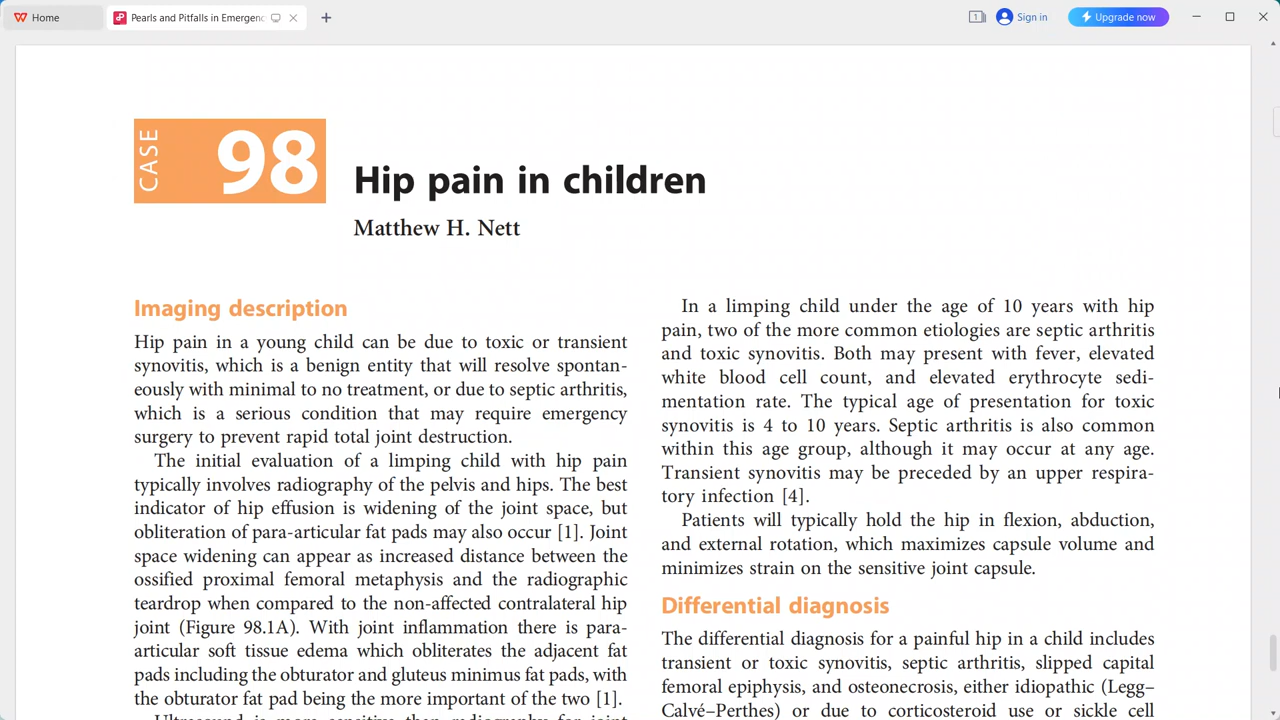 Home
Pearls and Pitfalls in Emergenc
1
Sign in
Upgrade now
CASE 98
Hip pain in children
Matthew H. Nett
Imaging description
Hip pain in a young child can be due to toxic or transient
synovitis, which is a benign entity that will resolve spontan-
eously with minimal to no treatment, or due to septic arthritis,
which is a serious condition that may require emergency
surgery to prevent rapid total joint destruction.
The initial evaluation of a limping child with hip pain
typically involves radiography of the pelvis and hips. The best
indicator of hip effusion is widening of the joint space, but
obliteration of para-articular fat pads may also occur [1]. Joint
space widening can appear as increased distance between the
ossified proximal femoral metaphysis and the radiographic
teardrop when compared to the non-affected contralateral hip
joint (Figure 98.1A). With joint inflammation there is para-
articular soft tissue edema which obliterates the adjacent fat
pads including the obturator and gluteus minimus fat pads, with
the obturator fat pad being the more important of the two [1].
Ultrasound is more sensitive than radiography for joint
In a limping child under the age of 10 years with hip
pain, two of the more common etiologies are septic arthritis
and toxic synovitis. Both may present with fever, elevated
white blood cell count, and elevated erythrocyte sedi-
mentation rate. The typical age of presentation for toxic
synovitis is 4 to 10 years. Septic arthritis is also common
within this age group, although it may occur at any age.
Transient synovitis may be preceded by an upper respira-
tory infection [4].
Patients will typically hold the hip in flexion, abduction,
and external rotation, which maximizes capsule volume and
minimizes strain on the sensitive joint capsule.
Differential diagnosis
The differential diagnosis for a painful hip in a child includes
transient or toxic synovitis, septic arthritis, slipped capital
femoral epiphysis, and osteonecrosis, either idiopathic (Legg–
Calvé–Perthes) or due to corticosteroid use or sickle cell